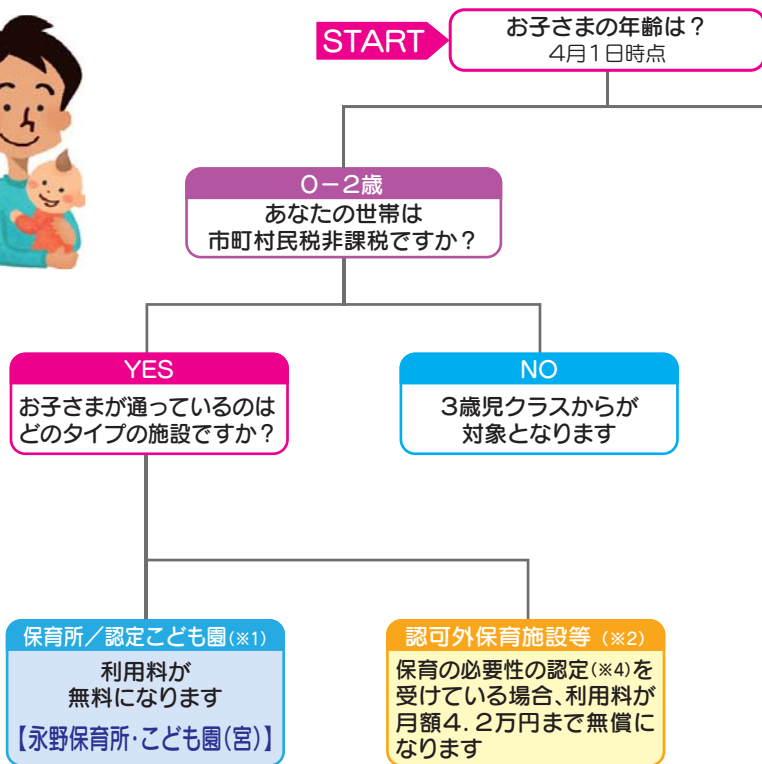 START
お子さまの年齢は？
4月1日時点
0－2歳
あなたの世帯は
市町村民税非課税ですか？
YES
お子さまが通っているのは
どのタイプの施設ですか？
NO
3歳児クラスからが
対象となります
保育所／認定こども園(※1)
利用料が
無料になります
【永野保育所・こども園(宮)】
認可外保育施設等 (※2)
保育の必要性の認定(※4)を
受けている場合、利用料が
月額4．2万円まで無償に
なります